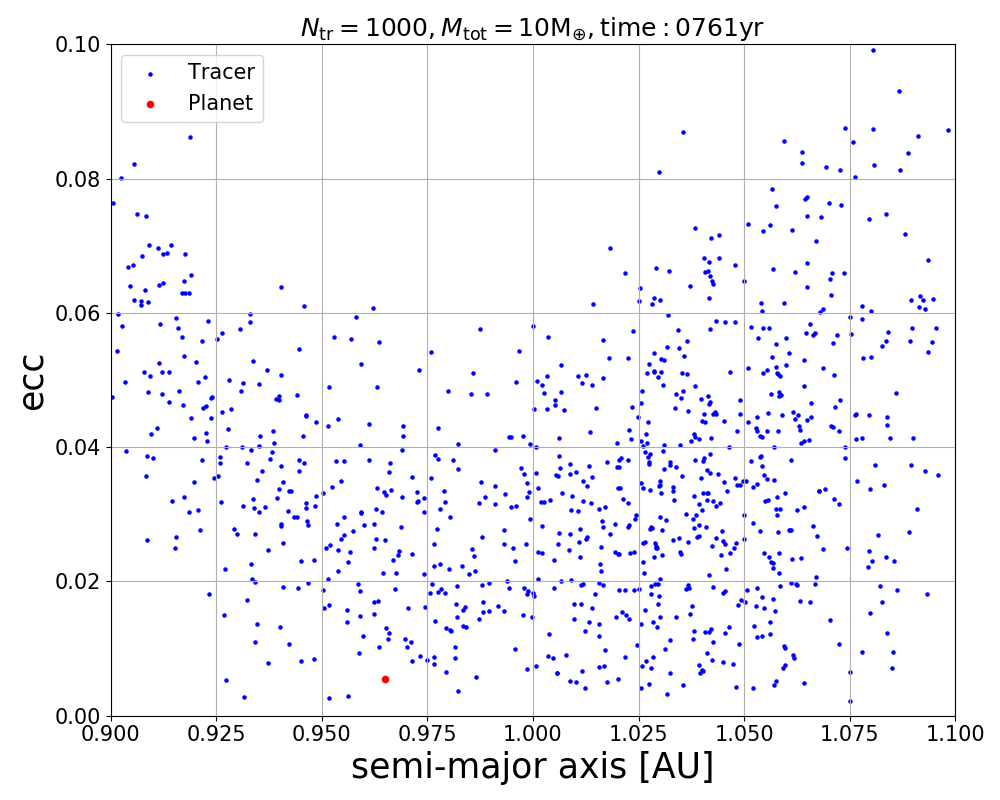 N_tr = 1000, M_tot = 10M_⊕, time : 0761yr
Tracer
Planet
ecc
0.10
0.08
0.06
0.04
0.02
0.00
0.900 0.925 0.950 0.975 1.000 1.025 1.050 1.075 1.100
semi-major axis [AU]